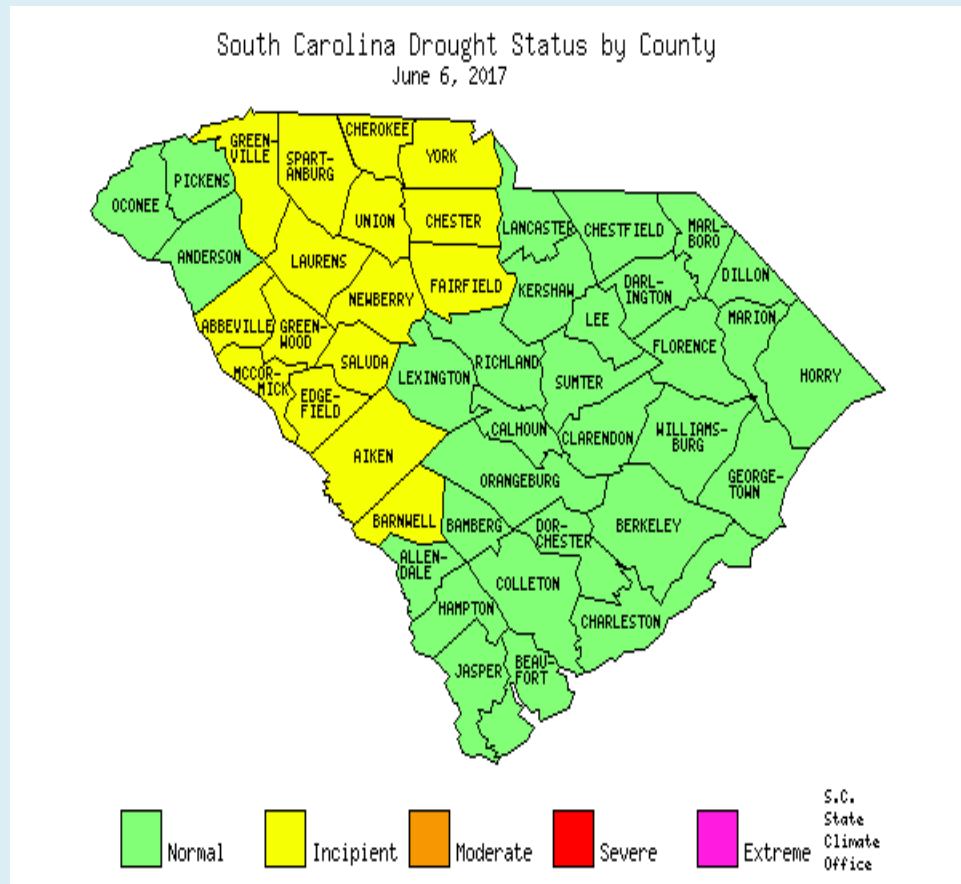 South Carolina Drought Status by County
June 6, 2017
CHEROKEE
GREEN-
VILLE
SPART-
ANBURG
YORK
PICKENS
OCONEE
UNION
CHESTER
LANCASTER
CHESTFIELD
MARL-
BORO
ANDERSON
LAURENS
DILLON
NEWBERRY
FAIRFIELD
KERSHAW
DARL-
INGTON
ABBEVILLE
GREEN-
WOOD
LEE
MARION
FLORENCE
SALUDA
RICHLAND
MCCOR-
MICK
LEXINGTON
SUMTER
HORRY
EDGE-
FIELD
CALHOUN
CLARENDON
WILLIAMS-
BURG
AIKEN
ORANGEBURG
GEORGE-
TOWN
BARNWELL
BAMBERG
DOR-
CHESTER
BERKELEY
ALLEN-
DALE
COLLETON
HAMPTON
CHARLESTON
JASPER
BEAU-
FORT
Normal
Incipient
Moderate
Severe
Extreme
S.C.
State
Climate
Office